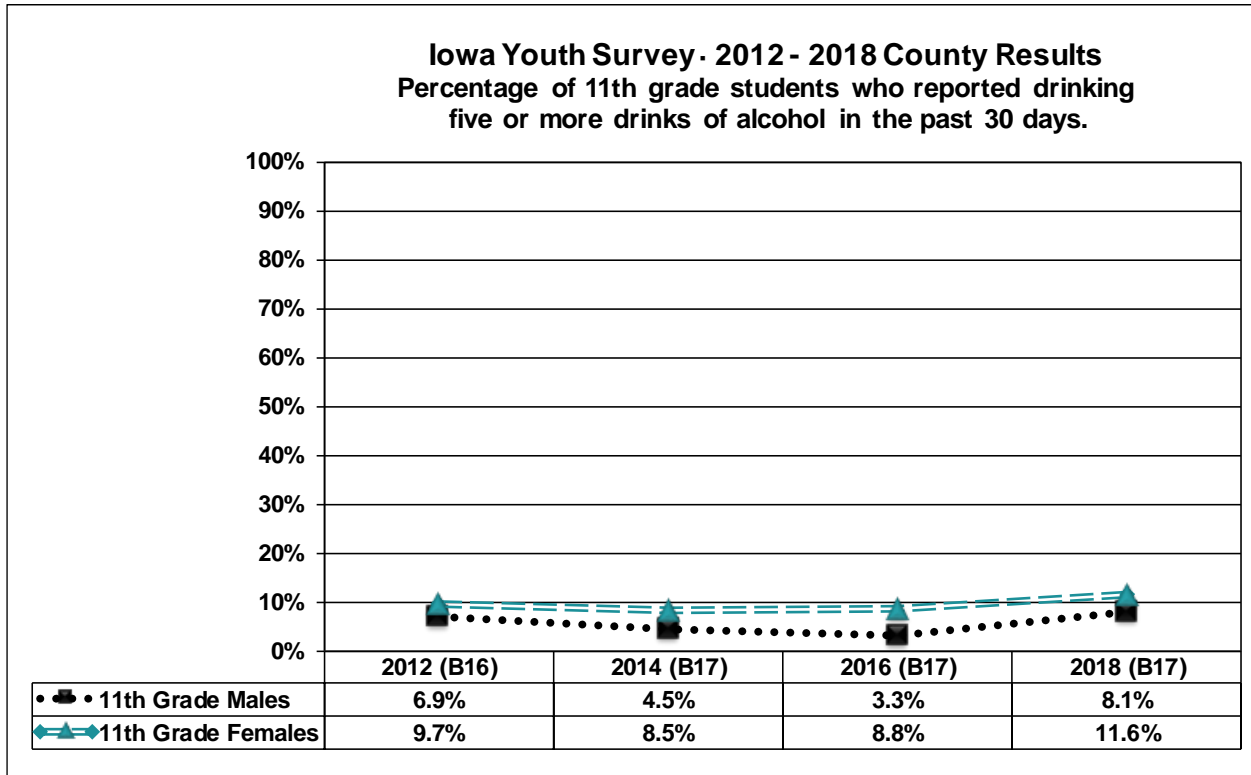 Iowa Youth Survey · 2012 - 2018 County Results
Percentage of 11th grade students who reported drinking
five or more drinks of alcohol in the past 30 days.
100%
90%
80%
70%
60%
50%
40%
30%
20%
10%
0%
2012 (B16) 2014 (B17) 2016 (B17) 2018 (B17)
11th Grade Males 6.9% 4.5% 3.3% 8.1%
11th Grade Females 9.7% 8.5% 8.8% 11.6%